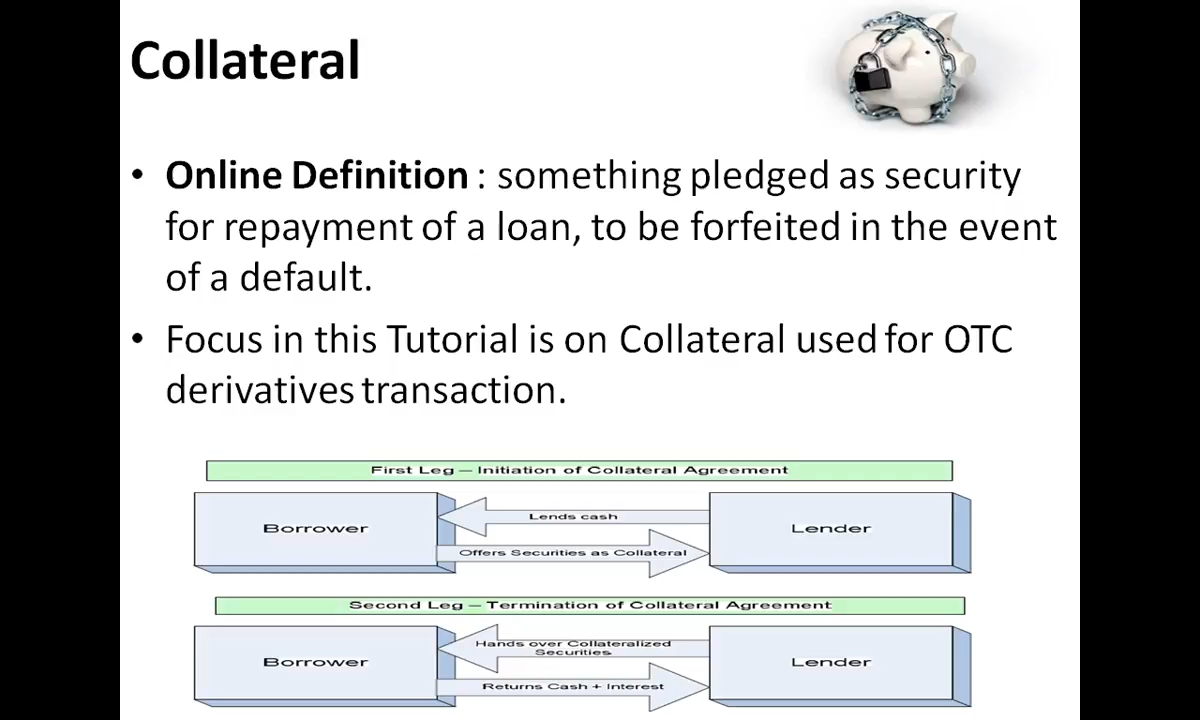 Collateral
• Online Definition : something pledged as security
for repayment of a loan, to be forfeited in the event
of a default.
• Focus in this Tutorial is on Collateral used for OTC
derivatives transaction.
First Leg – Initiation of Collateral Agreement
Borrower
Lends cash
Offers Securities as Collateral
Lender
Second Leg – Termination of Collateral Agreement
Borrower
Hands over Collateralized
Securities
Returns Cash + Interest
Lender